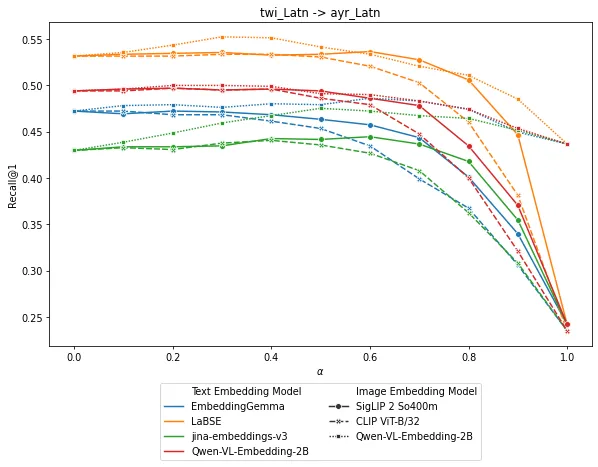 twi_Latn -> ayr_Latn
0.55
0.50
0.45
0.40
0.35
0.30
0.25
Recall@1
0.0 0.2 0.4 0.6 0.8 1.0
α
Text Embedding Model Image Embedding Model
EmbeddingGemma SigLIP 2 So400m
LaBSE CLIP ViT-B/32
jina-embeddings-v3 Qwen-VL-Embedding-2B
Qwen-VL-Embedding-2B